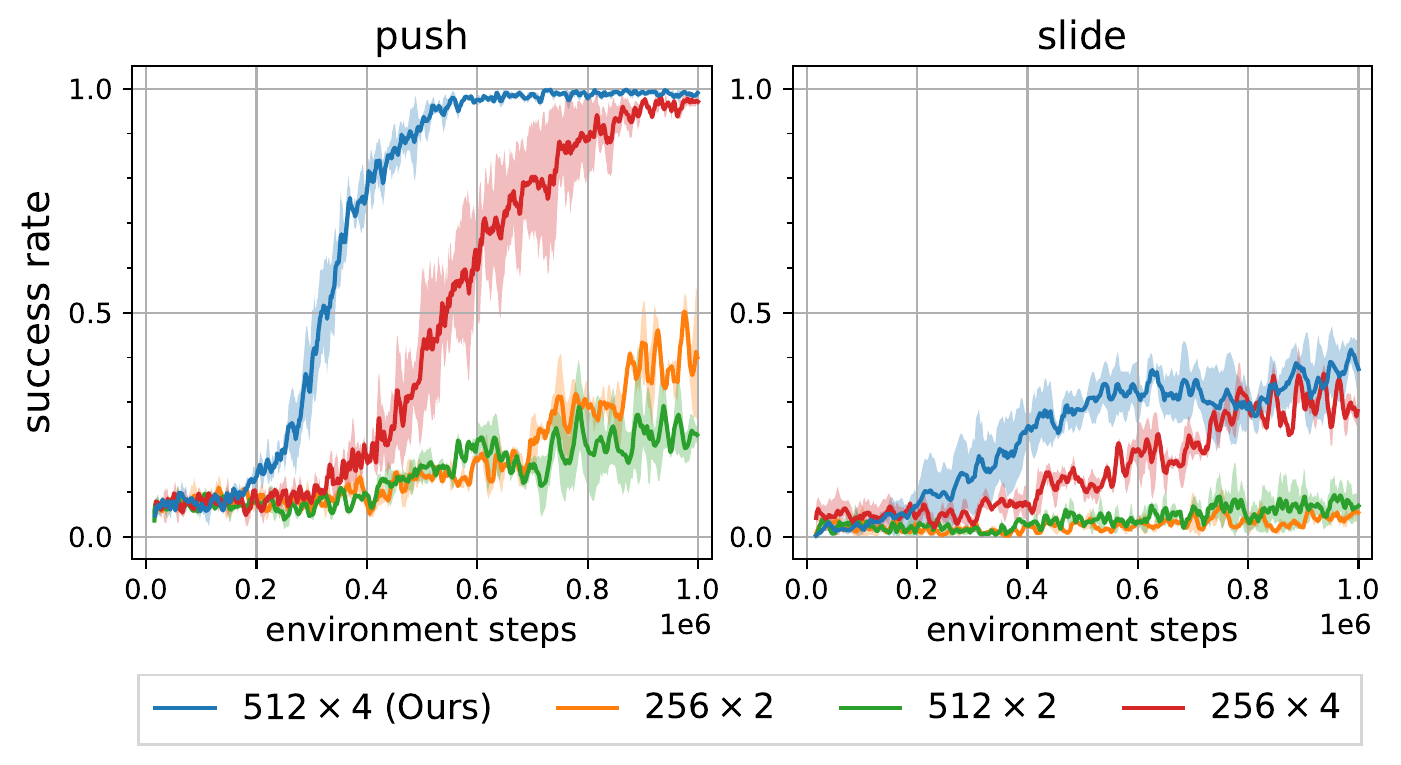 push
slide
success rate
1.0
0.5
0.0
1.0
0.5
0.0
0.0 0.2 0.4 0.6 0.8 1.0
0.0 0.2 0.4 0.6 0.8 1.0
environment steps
1e6
environment steps
1e6
512 × 4 (Ours) 256 × 2 512 × 2 256 × 4